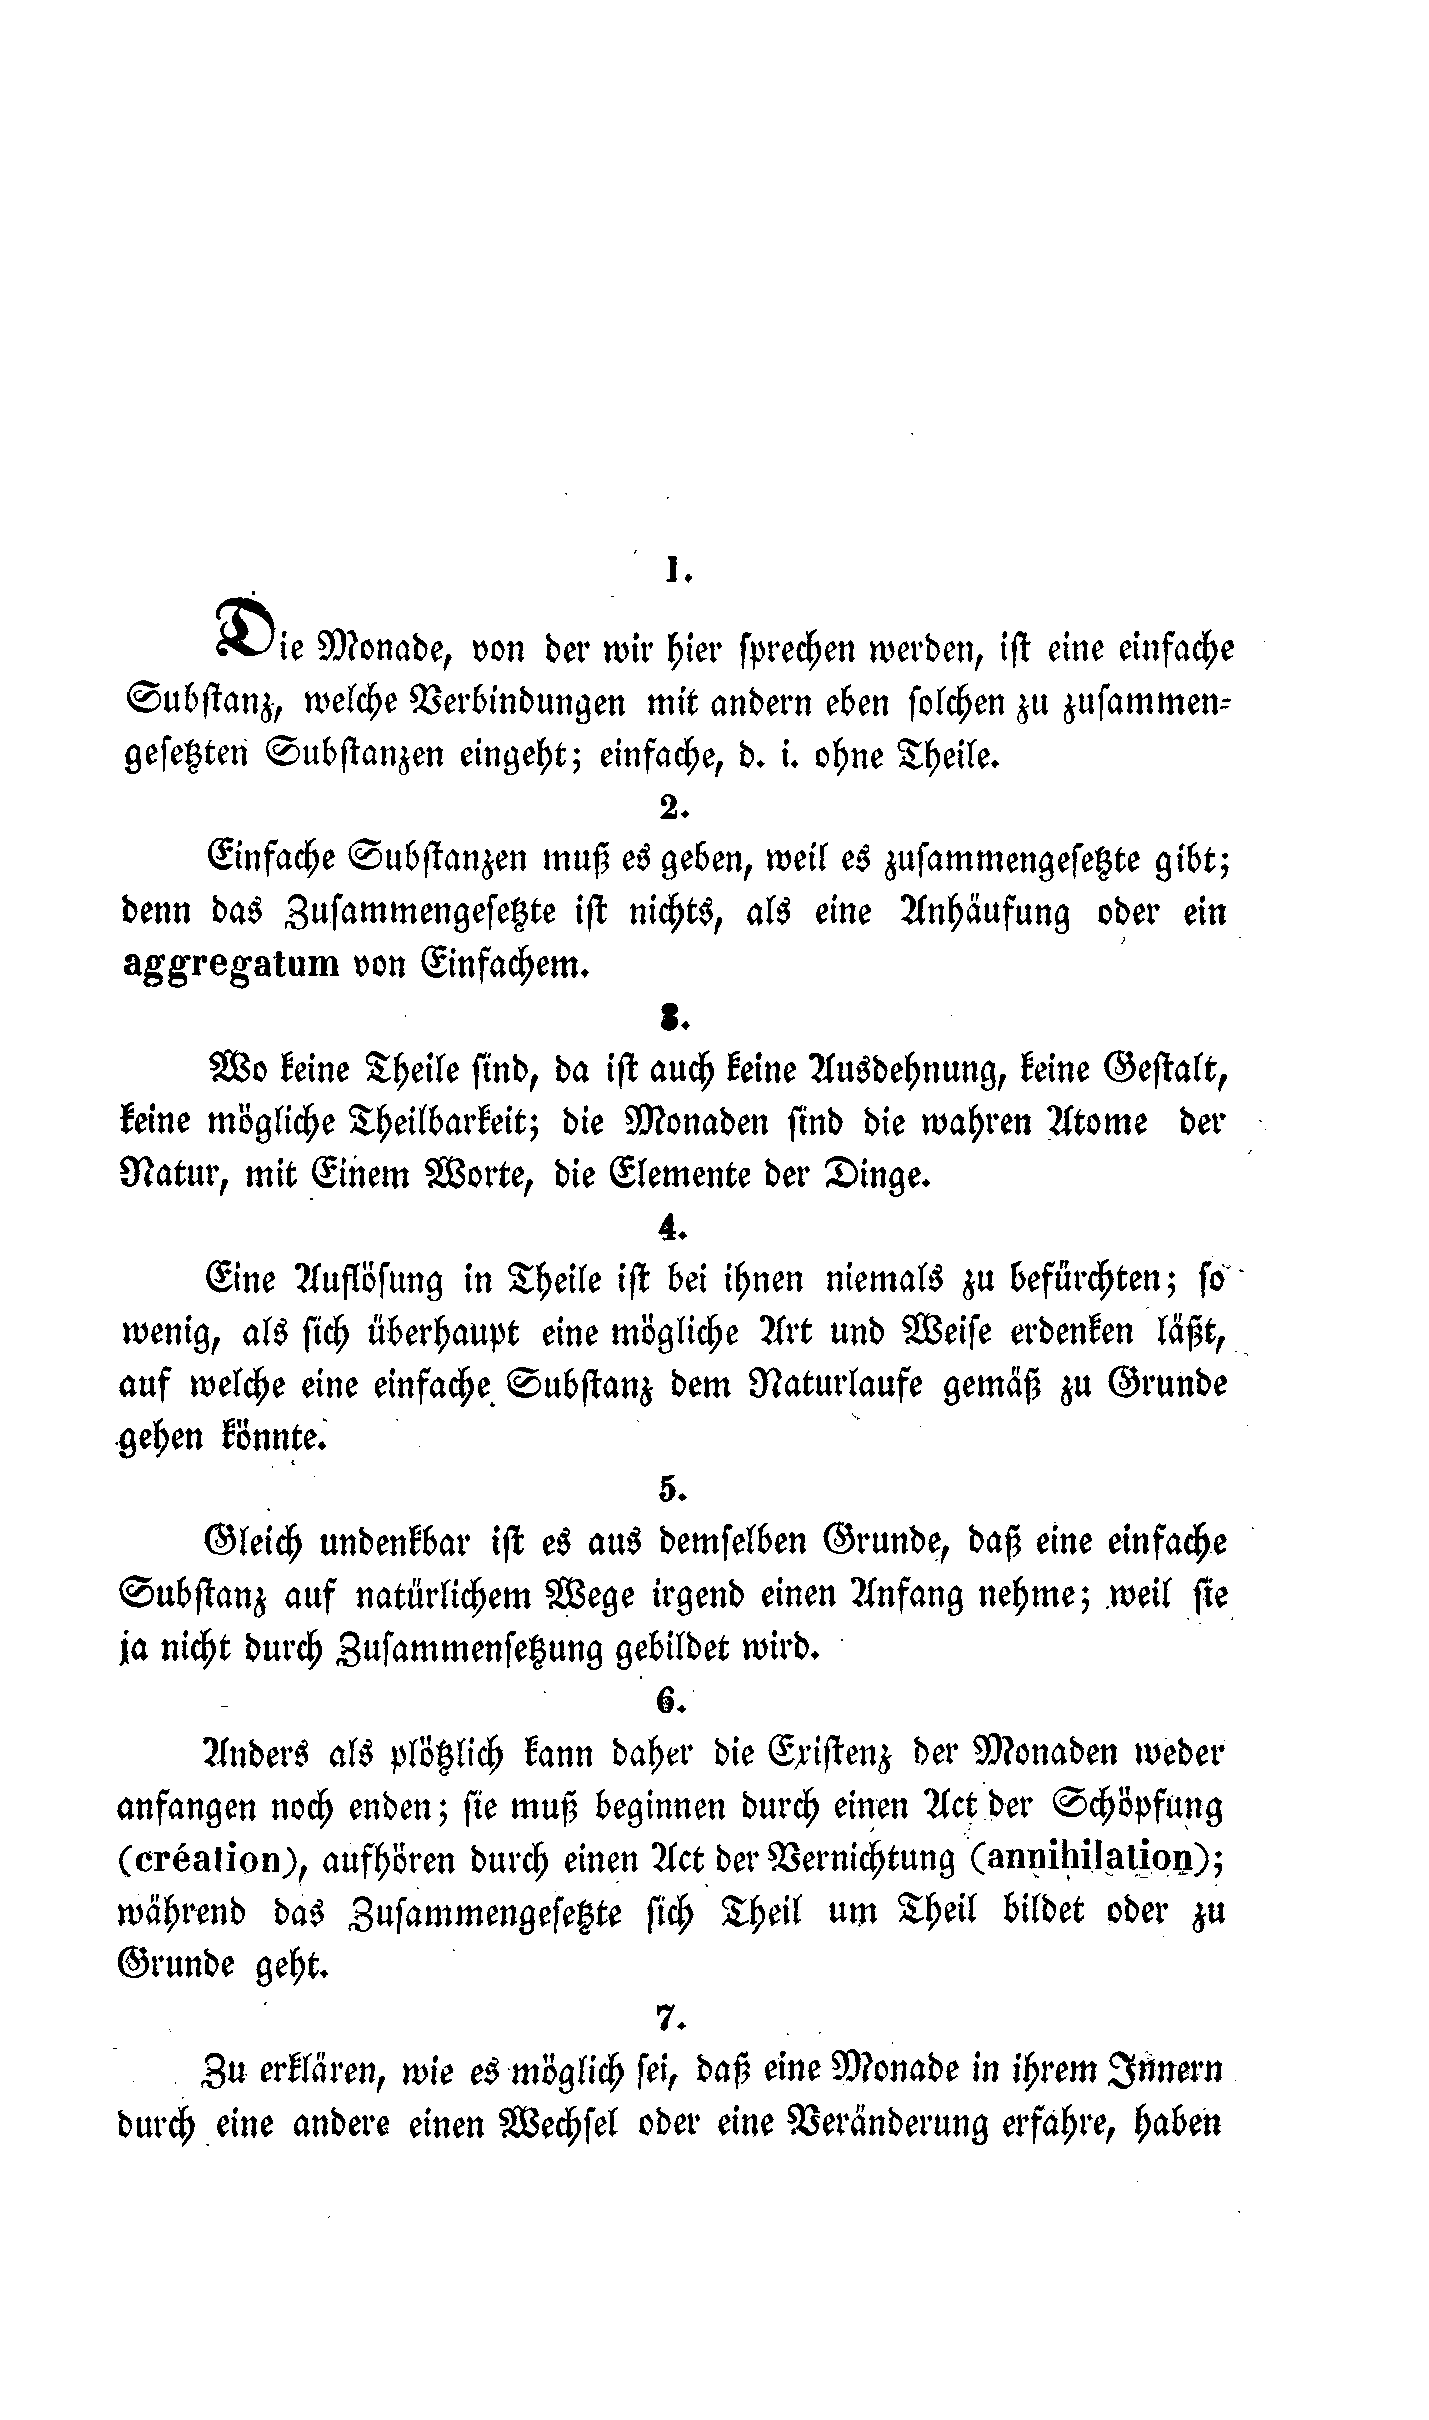 1.
Die Monade, von der wir hier sprechen werden, ist eine einfache
Substanz, welche Verbindungen mit andern eben solchen zu zusammen-
gesetzten Substanzen eingeht; einfache, d. i. ohne Theile.
2.
Einfache Substanzen muß es geben, weil es zusammengesetzte gibt;
denn das Zusammengesetzte ist nichts, als eine Anhäufung oder ein
aggregatum von Einfachem.
3.
Wo keine Theile sind, da ist auch keine Ausdehnung, keine Gestalt,
keine mögliche Theilbarkeit; die Monaden sind die wahren Atome der
Natur, mit Einem Worte, die Elemente der Dinge.
4.
Eine Auflösung in Theile ist bei ihnen niemals zu befürchten; so
wenig, als sich überhaupt eine mögliche Art und Weise erdenken läßt,
auf welche eine einfache Substanz dem Naturlaufe gemäß zu Grunde
gehen könnte.
5.
Gleich undenkbar ist es aus demselben Grunde, daß eine einfache
Substanz auf natürlichem Wege irgend einen Anfang nehme; weil sie
ja nicht durch Zusammensetzung gebildet wird.
6.
Anders als plötzlich kann daher die Existenz der Monaden weder
anfangen noch enden; sie muß beginnen durch einen Act der Schöpfung
(création), aufhören durch einen Act der Vernichtung (annihilation);
während das Zusammengesetzte sich Theil um Theil bildet oder zu
Grunde geht.
7.
Zu erklären, wie es möglich sei, daß eine Monade in ihrem Innern
durch eine andere einen Wechsel oder eine Veränderung erfahre, haben